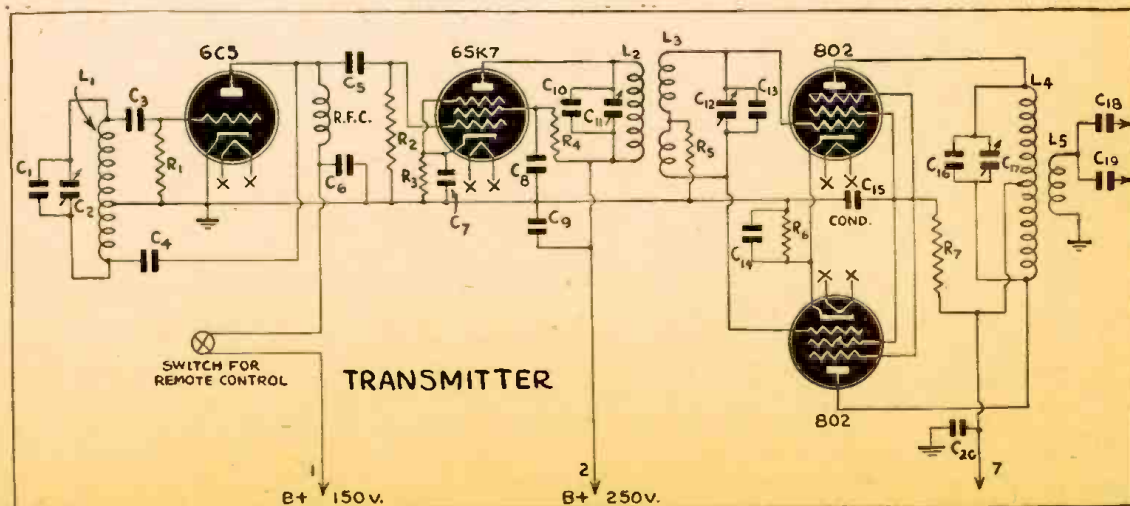 6C5
6SK7
802
L1
C3
C5
L2
L3
L4
R.F.C.
R2
C10
C11
R4
C12
C13
R5
C1
C2
R1
C6
R3
C8
C7
C15
COND.
C16
C17
L5
C18
C19
C4
C9
C14
R6
R7
SWITCH FOR
REMOTE CONTROL
TRANSMITTER
802
C20
1
2
7
B+ 150V.
B+ 250V.